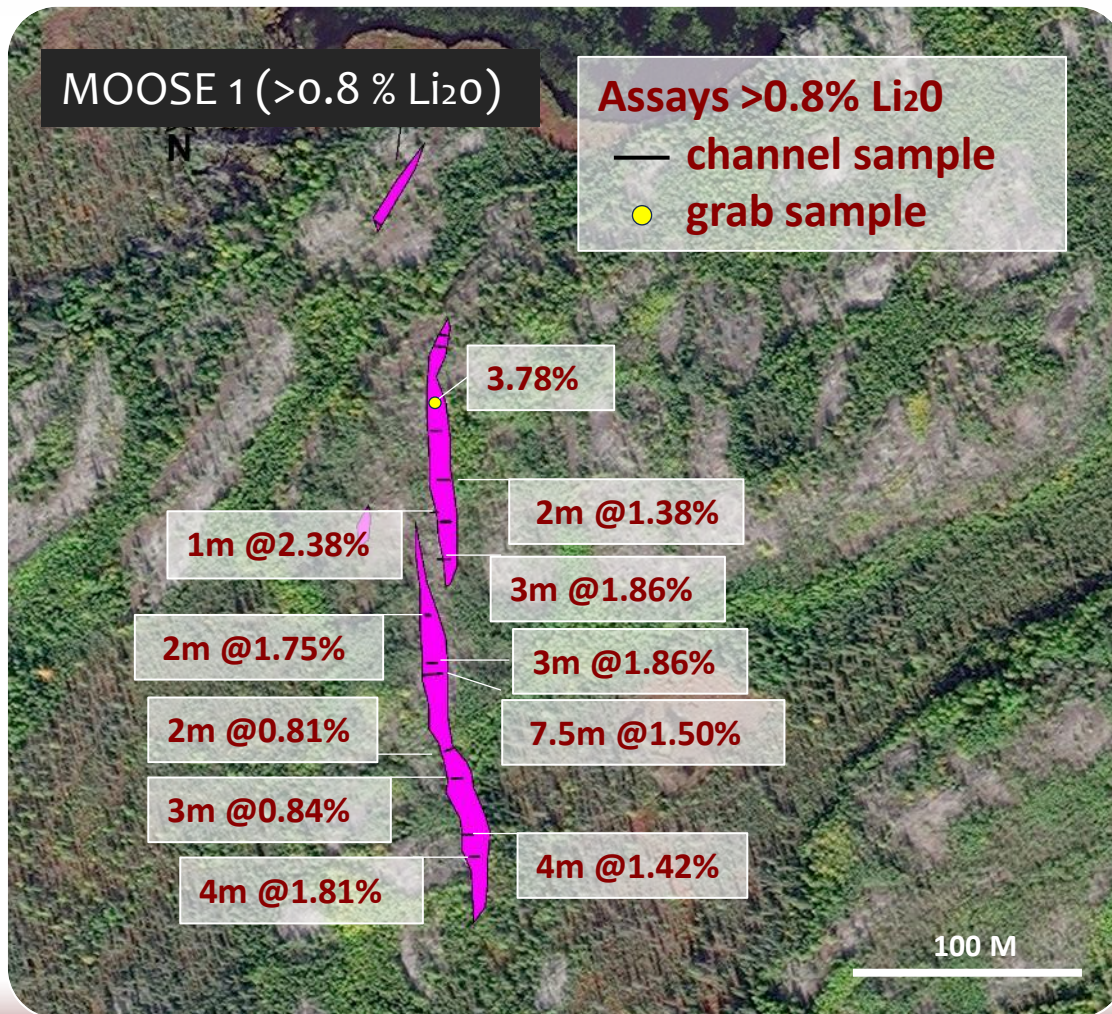 MOOSE 1 (>0.8 % Li₂0)
N
Assays >0.8% Li₂0
channel sample
grab sample
3.78%
2m @1.38%
1m @2.38%
3m @1.86%
2m @1.75%
3m @1.86%
2m @0.81%
7.5m @1.50%
3m @0.84%
4m @1.42%
4m @1.81%
100 M